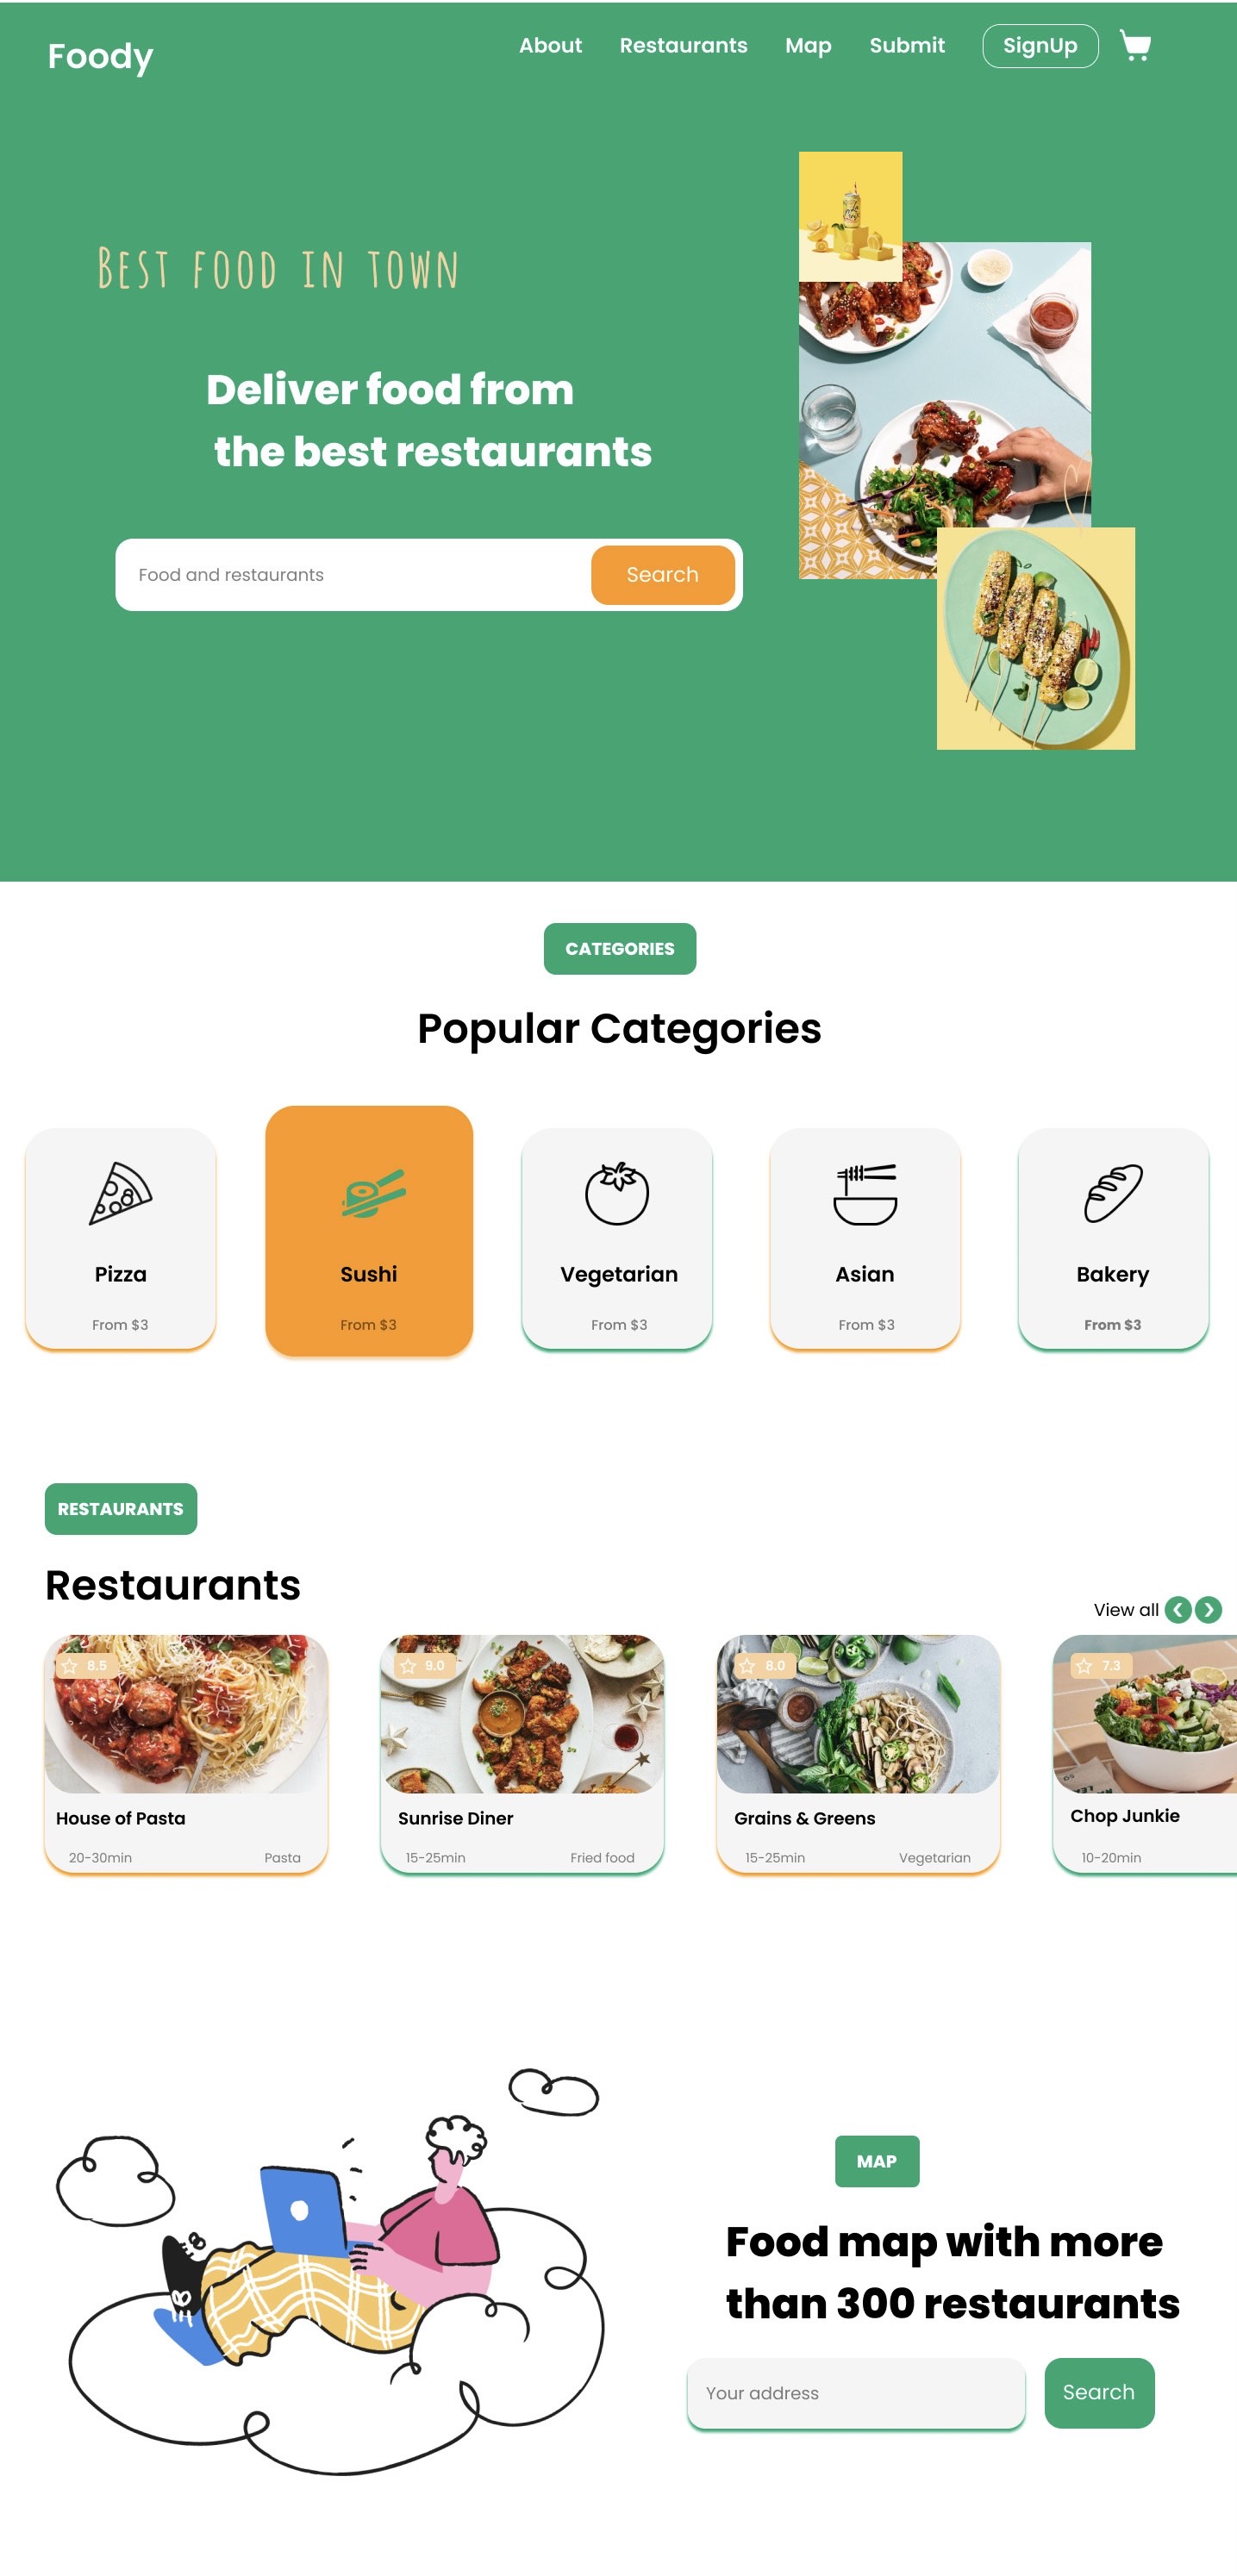 Foody
About Restaurants Map Submit SignUp
Best food in town
Deliver food from
the best restaurants
Food and restaurants Search
CATEGORIES
Popular Categories
Pizza Sushi Vegetarian Asian Bakery
From $3 From $3 From $3 From $3 From $3
RESTAURANTS
Restaurants
View all
8.5 9.0 8.0 7.3
House of Pasta Sunrise Diner Grains & Greens Chop Junkie
20-30min Pasta 15-25min Fried food 15-25min Vegetarian 10-20min
MAP
Food map with more
than 300 restaurants
Your address Search